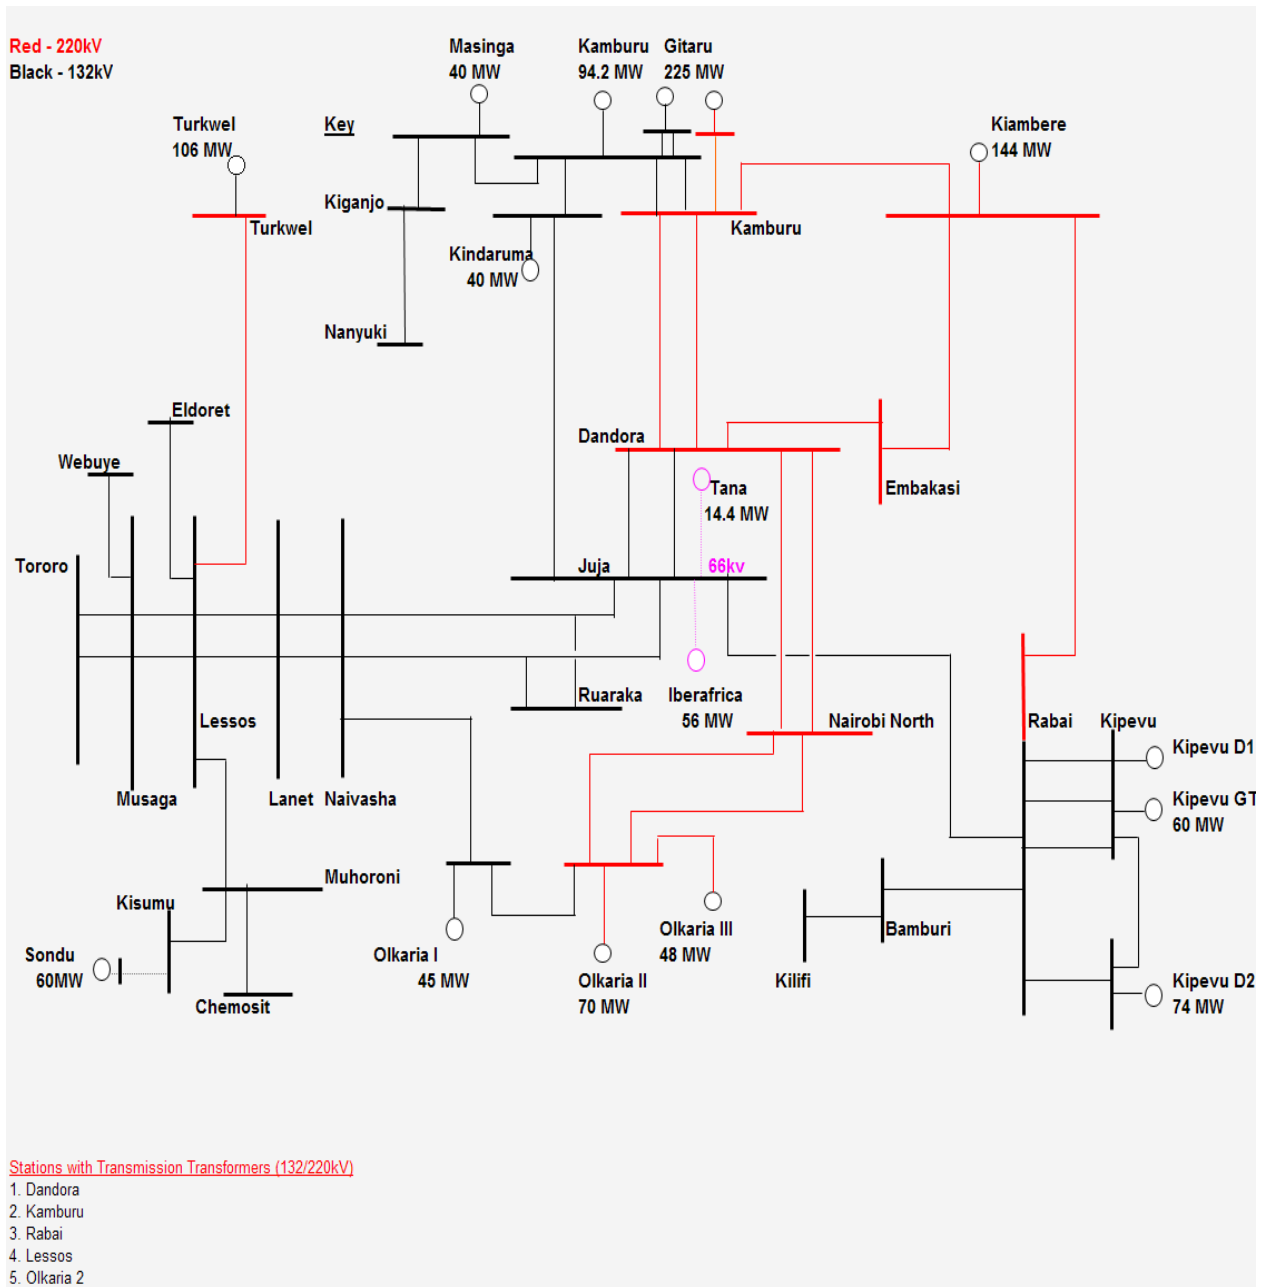 Red - 220kV
Black - 132kV
Masinga
40 MW
Kamburu
94.2 MW
Gitaru
225 MW
Turkwel
106 MW
Key
Kiambere
144 MW
Kiganjo
Turkwel
Kamburu
Kindaruma
40 MW
Nanyuki
Eldoret
Dandora
Webuye
Embakasi
Tana
14.4 MW
Tororo
Juja
66kv
Ruaraka
Iberafrica
56 MW
Lessos
Nairobi North
Rabai
Kipevu
Kipevu D1
Musaga
Lanet
Naivasha
Kipevu GT
60 MW
Muhoroni
Kisumu
Bamburi
Olkaria III
48 MW
Sondu
60MW
Olkaria I
45 MW
Olkaria II
70 MW
Kilifi
Kipevu D2
74 MW
Chemosit
Stations with Transmission Transformers (132/220kV)
1. Dandora
2. Kamburu
3. Rabai
4. Lessos
5. Olkaria 2